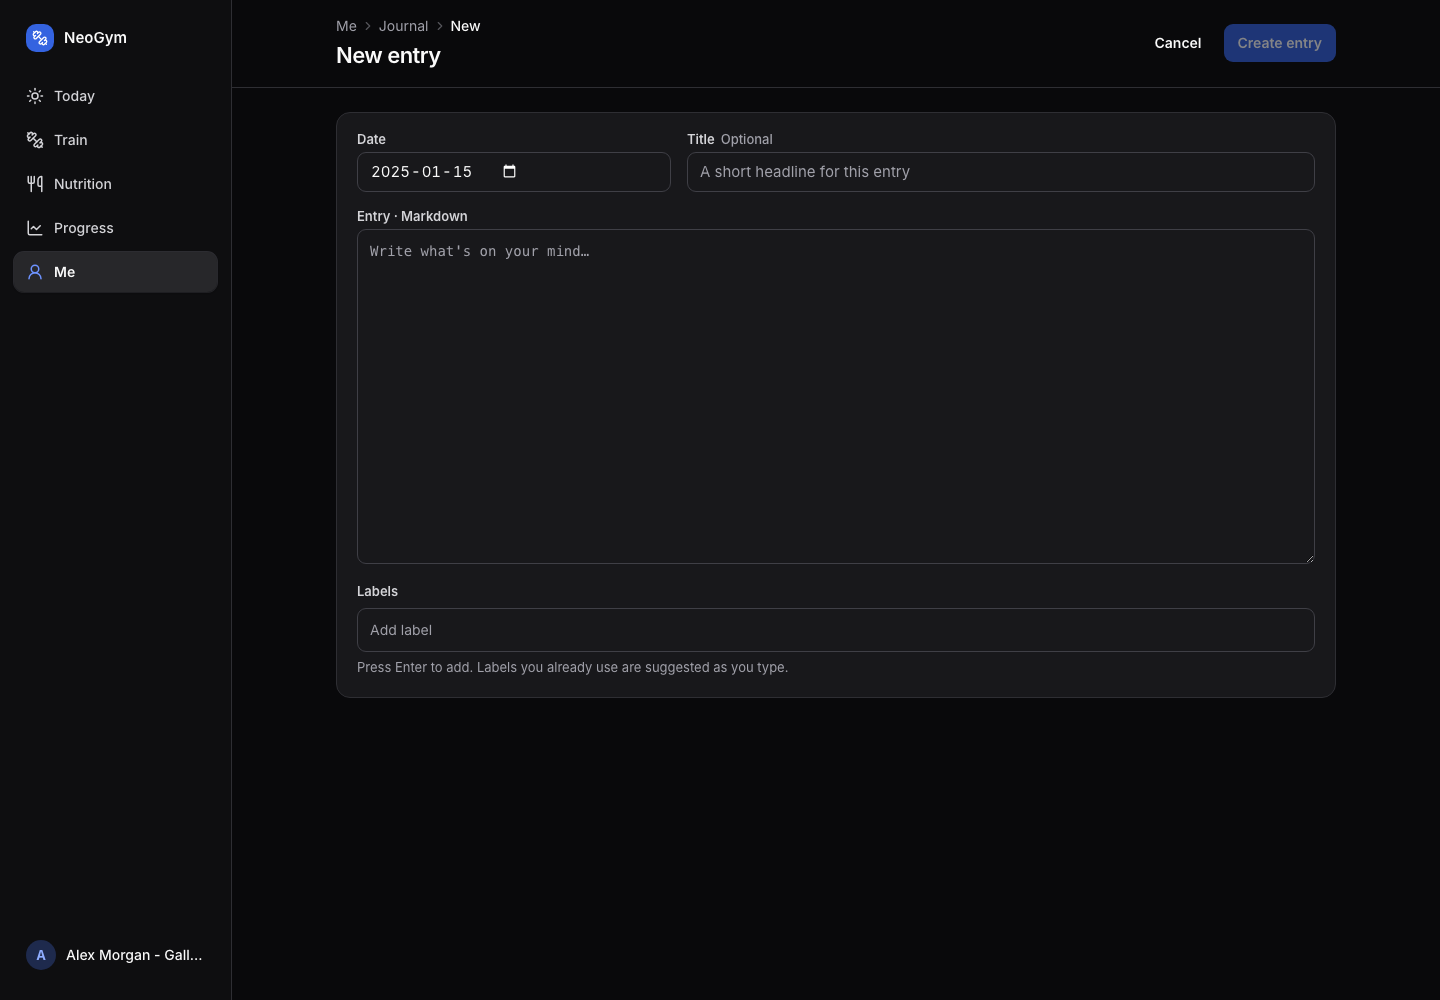 NeoGym
Today
Train
Nutrition
Progress
Me
Alex Morgan - Gall...
A
Me > Journal > New
New entry
Cancel
Create entry
Date
2025-01-15
Title Optional
A short headline for this entry
Entry · Markdown
Write what's on your mind…
Labels
Add label
Press Enter to add. Labels you already use are suggested as you type.